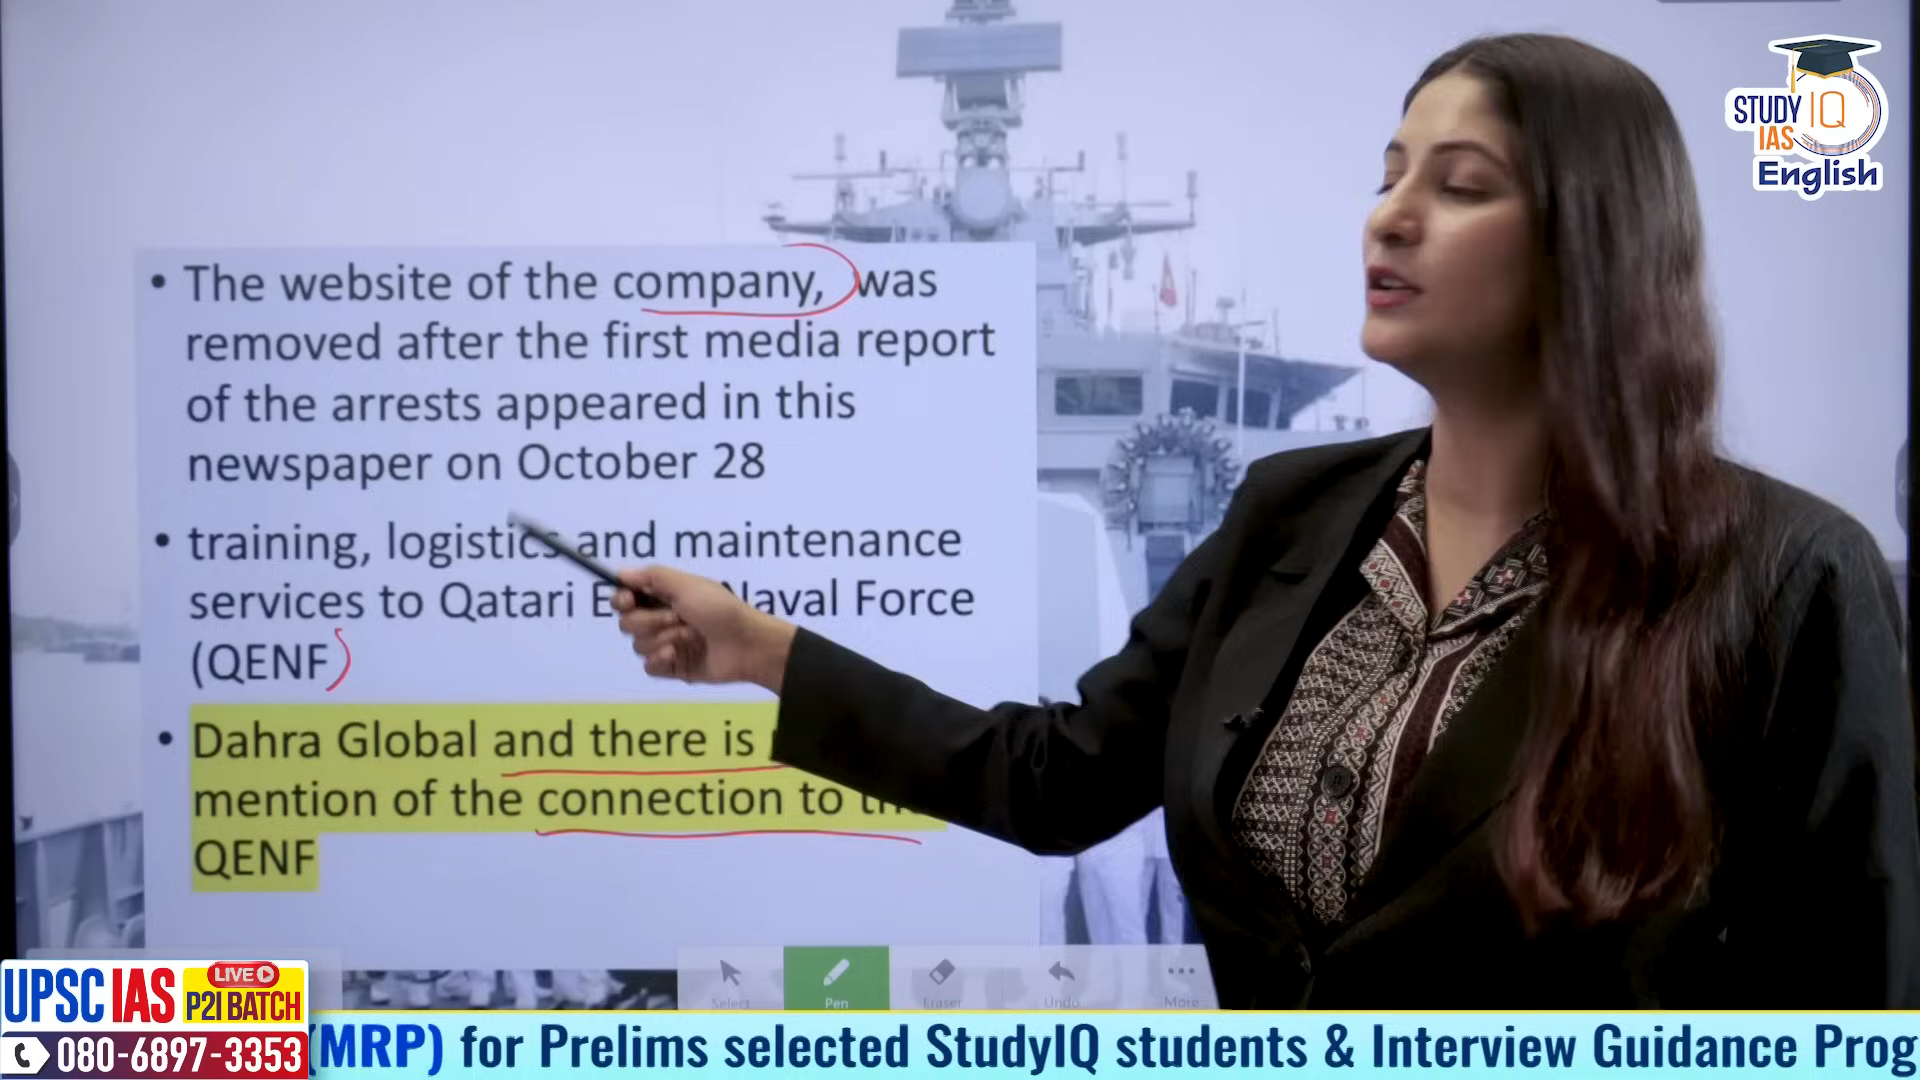 STUDY IQ
IAS
English
• The website of the company, was
removed after the first media report
of the arrests appeared in this
newspaper on October 28
• training, logistics and maintenance
services to Qatari Naval Force
(QENF)
• Dahra Global and there is
mention of the connection to
QENF
Select
Pen
Eraser
Undo
More
UPSC IAS
LIVE
P2I BATCH
080-6897-3353
(MRP) for Prelims selected StudyIQ students & Interview Guidance Prog